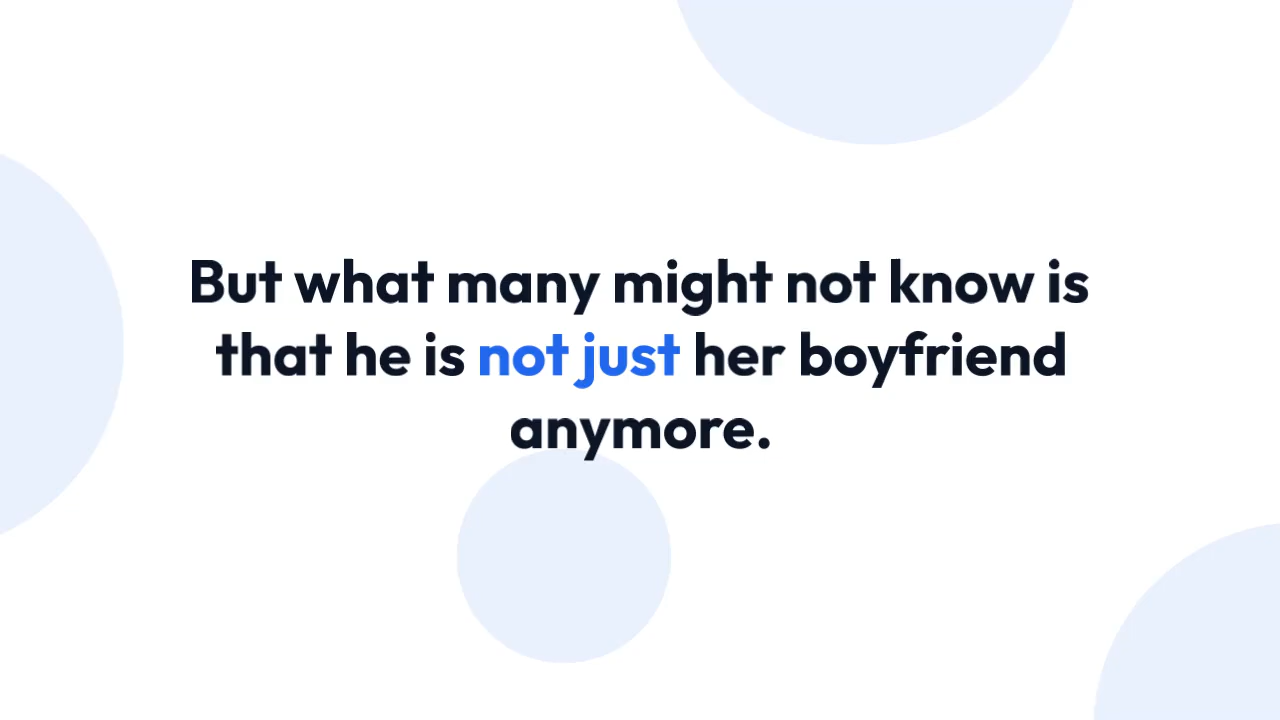 But what many might not know is
that he is not just her boyfriend
anymore.